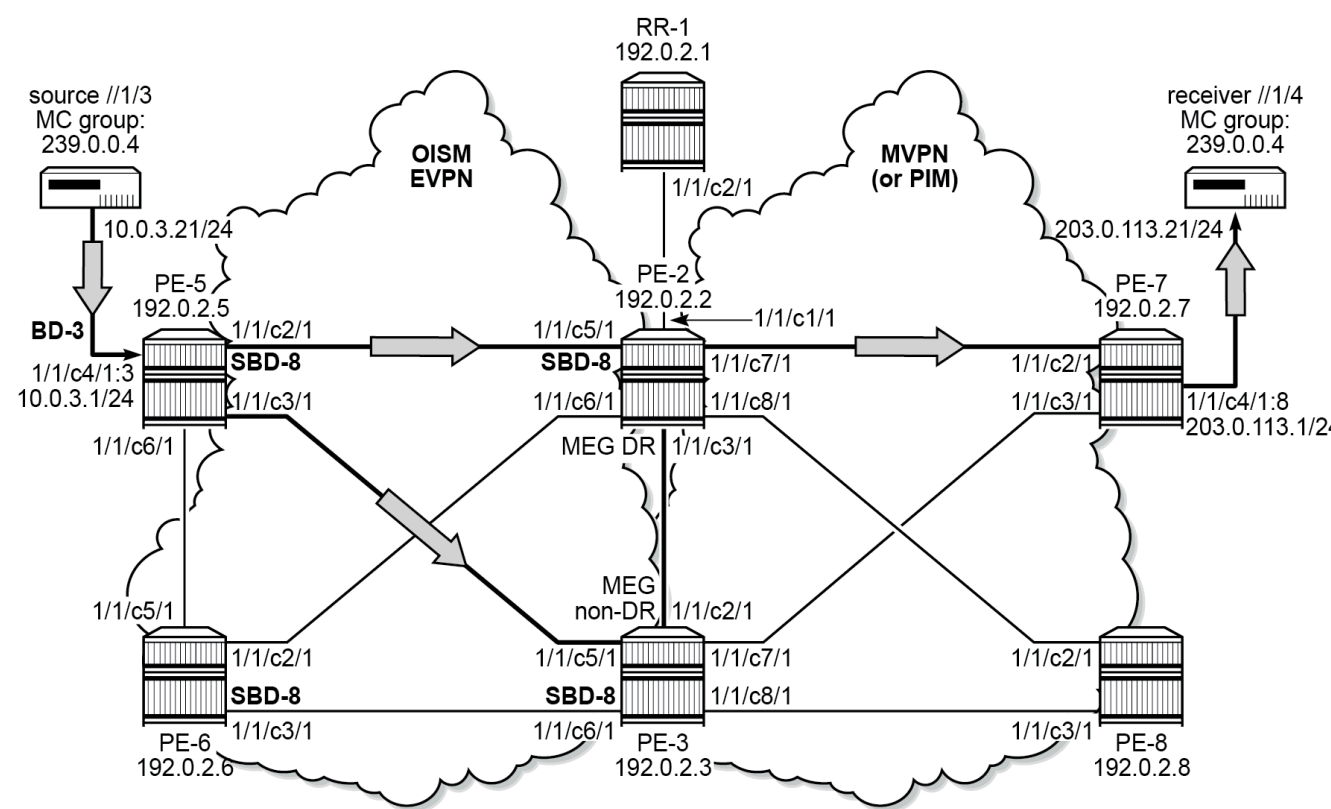 RR-1
192.0.2.1
source //1/3
MC group:
239.0.0.4
receiver //1/4
MC group:
239.0.0.4
OISM
EVPN
MVPN
(or PIM)
1/1/c2/1
10.0.3.21/24
203.0.113.21/24
PE-5
192.0.2.5
PE-2
192.0.2.2
PE-7
192.0.2.7
BD-3
1/1/c2/1
1/1/c5/1
1/1/c1/1
SBD-8
SBD-8
1/1/c7/1
1/1/c2/1
1/1/c4/1:3
10.0.3.1/24
1/1/c3/1
1/1/c6/1
1/1/c8/1
1/1/c3/1
1/1/c4/1:8
203.0.113.1/24
1/1/c6/1
MEG DR
1/1/c3/1
MEG
non-DR
1/1/c5/1
1/1/c2/1
1/1/c2/1
1/1/c5/1
1/1/c7/1
1/1/c2/1
SBD-8
SBD-8
1/1/c8/1
1/1/c3/1
1/1/c6/1
1/1/c3/1
PE-6
192.0.2.6
PE-3
192.0.2.3
PE-8
192.0.2.8